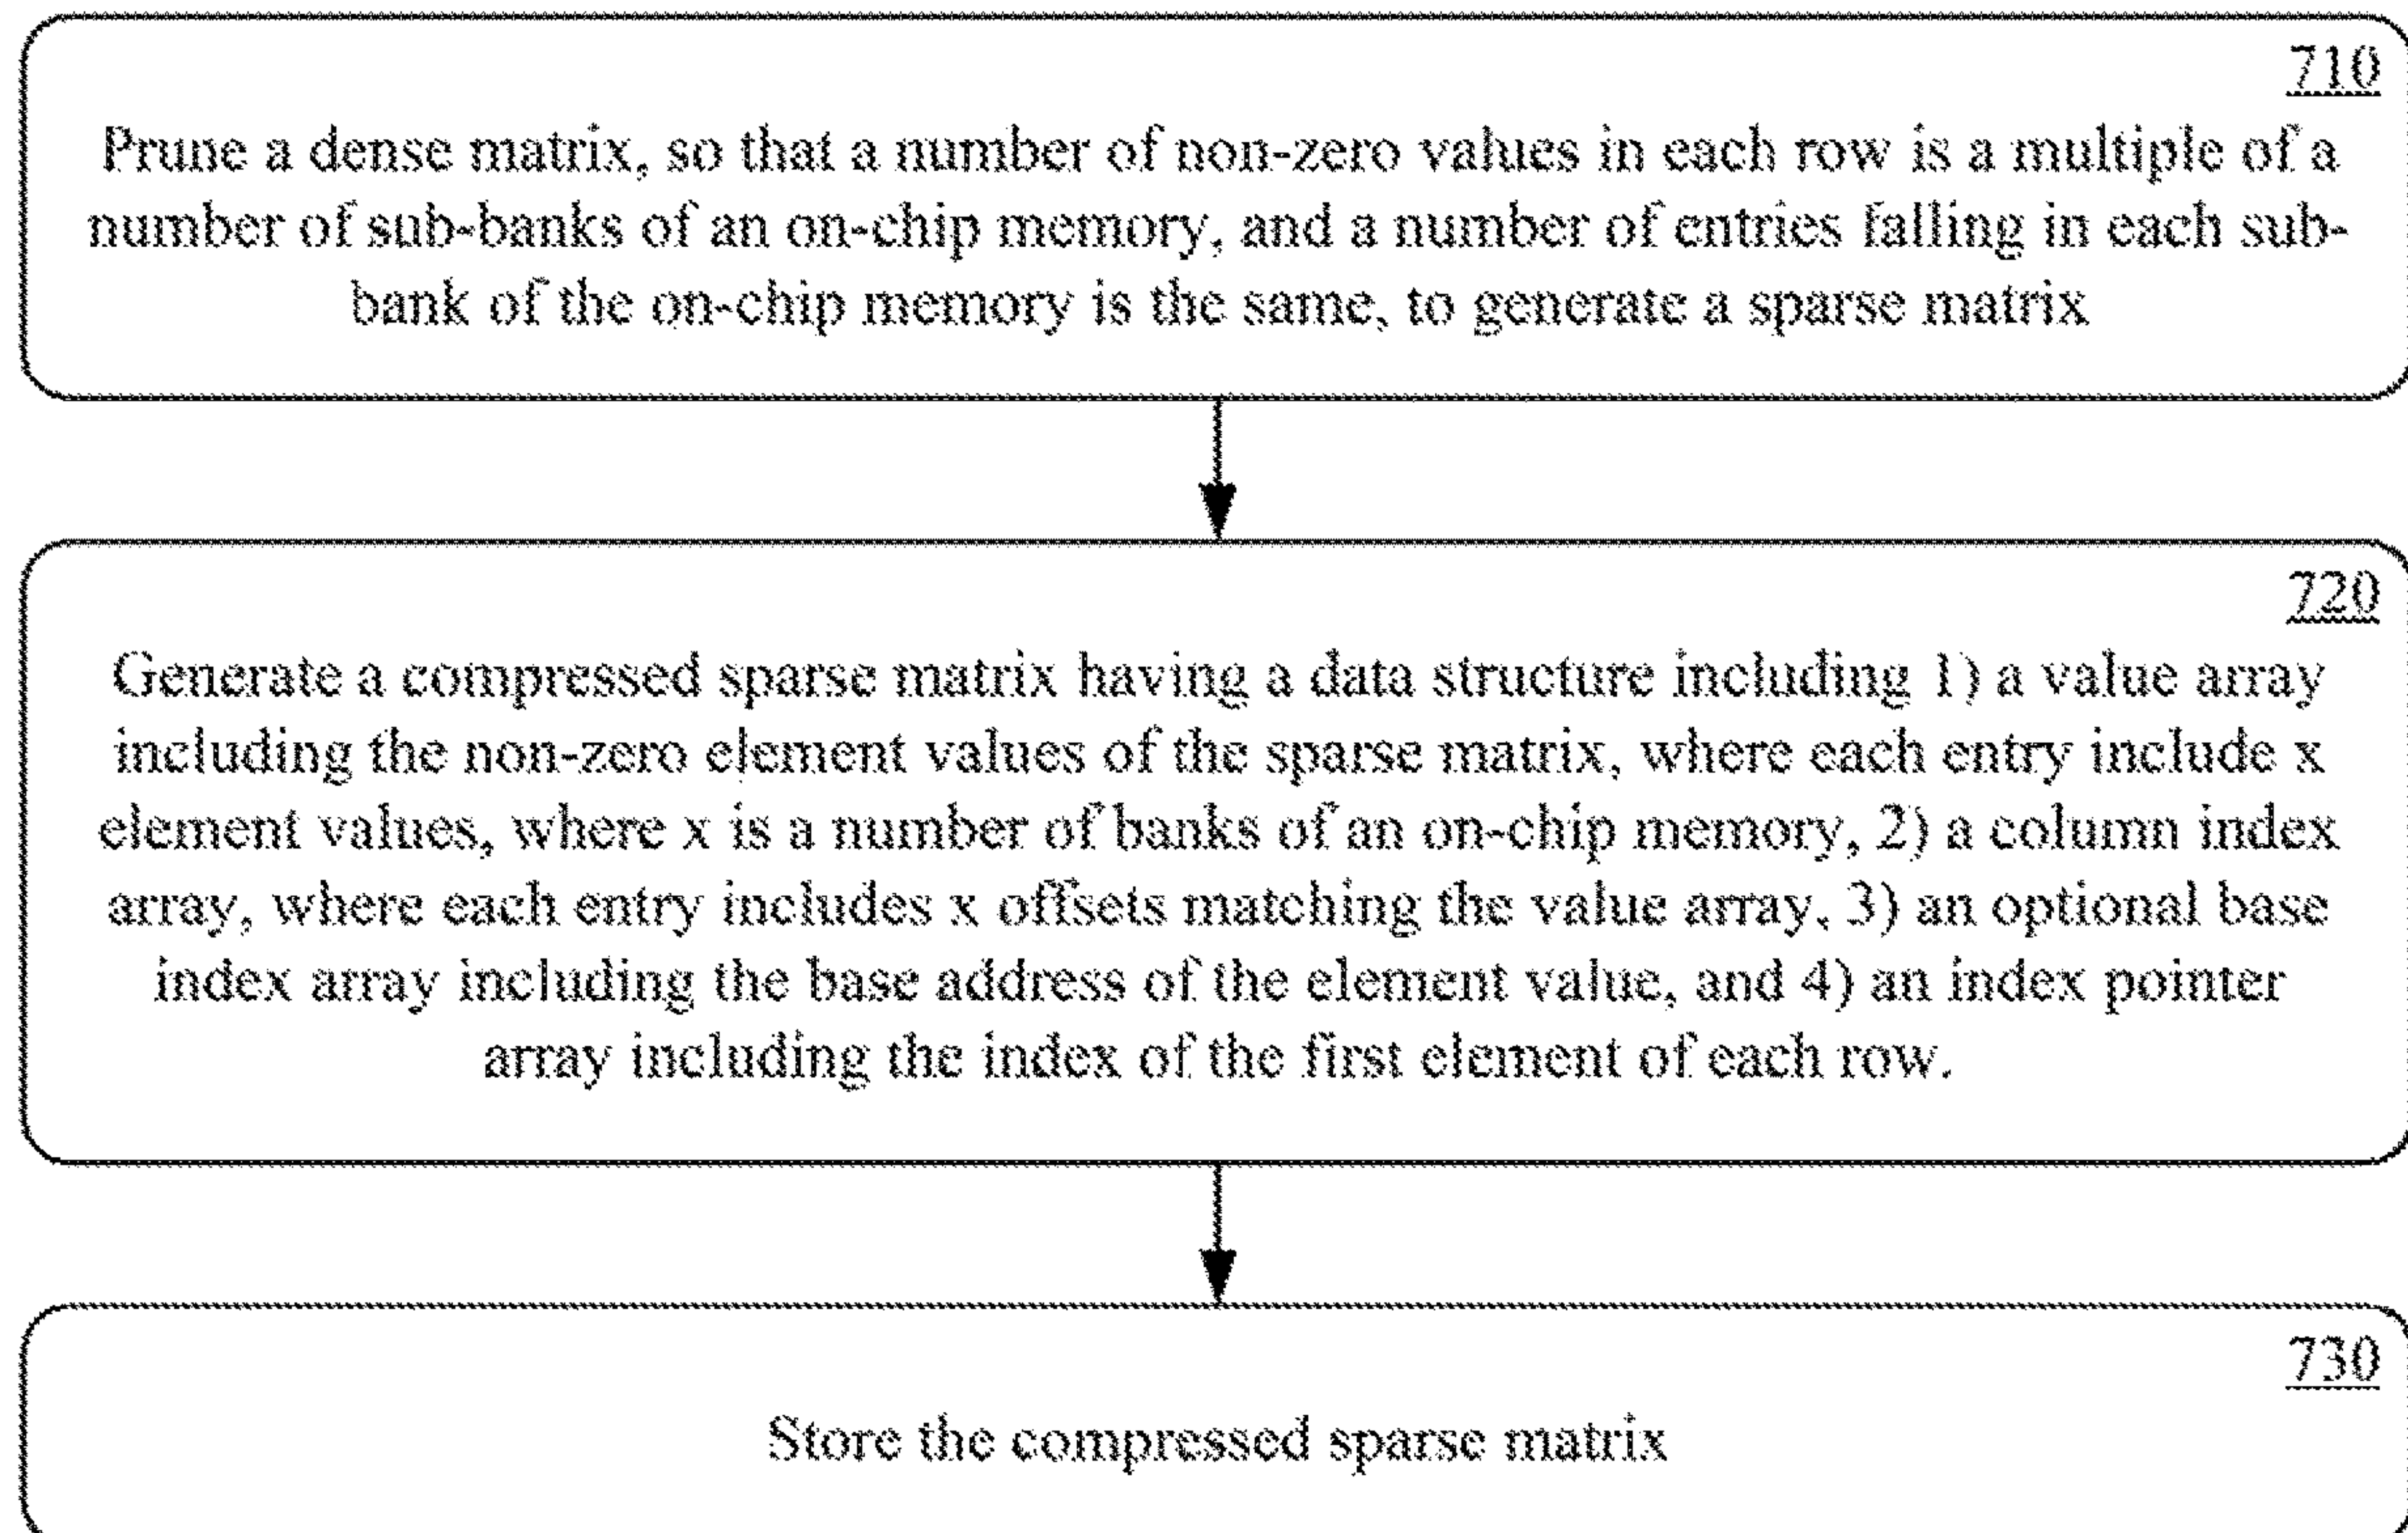 710
Prune a dense matrix, so that a number of non-zero values in each row is a multiple of a
number of sub-banks of an on-chip memory, and a number of entries falling in each sub-
bank of the on-chip memory is the same, to generate a sparse matrix
720
Generate a compressed sparse matrix having a data structure including 1) a value array
including the non-zero element values of the sparse matrix, where each entry include x
element values, where x is a number of banks of an on-chip memory, 2) a column index
array, where each entry includes x offsets matching the value array, 3) an optional base
index array including the base address of the element value, and 4) an index pointer
array including the index of the first element of each row.
730
Store the compressed sparse matrix